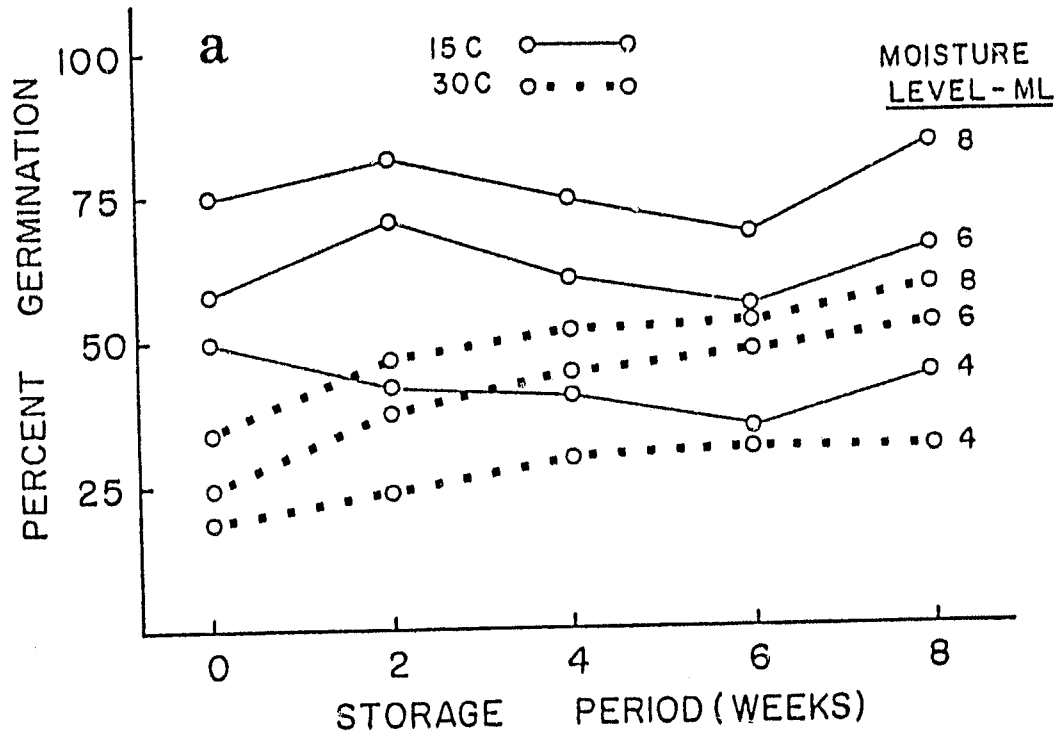 a
15 C
30 C
MOISTURE
LEVEL - ML
100
75
50
25
PERCENT GERMINATION
8
6
8
6
4
4
0 2 4 6 8
STORAGE PERIOD (WEEKS)